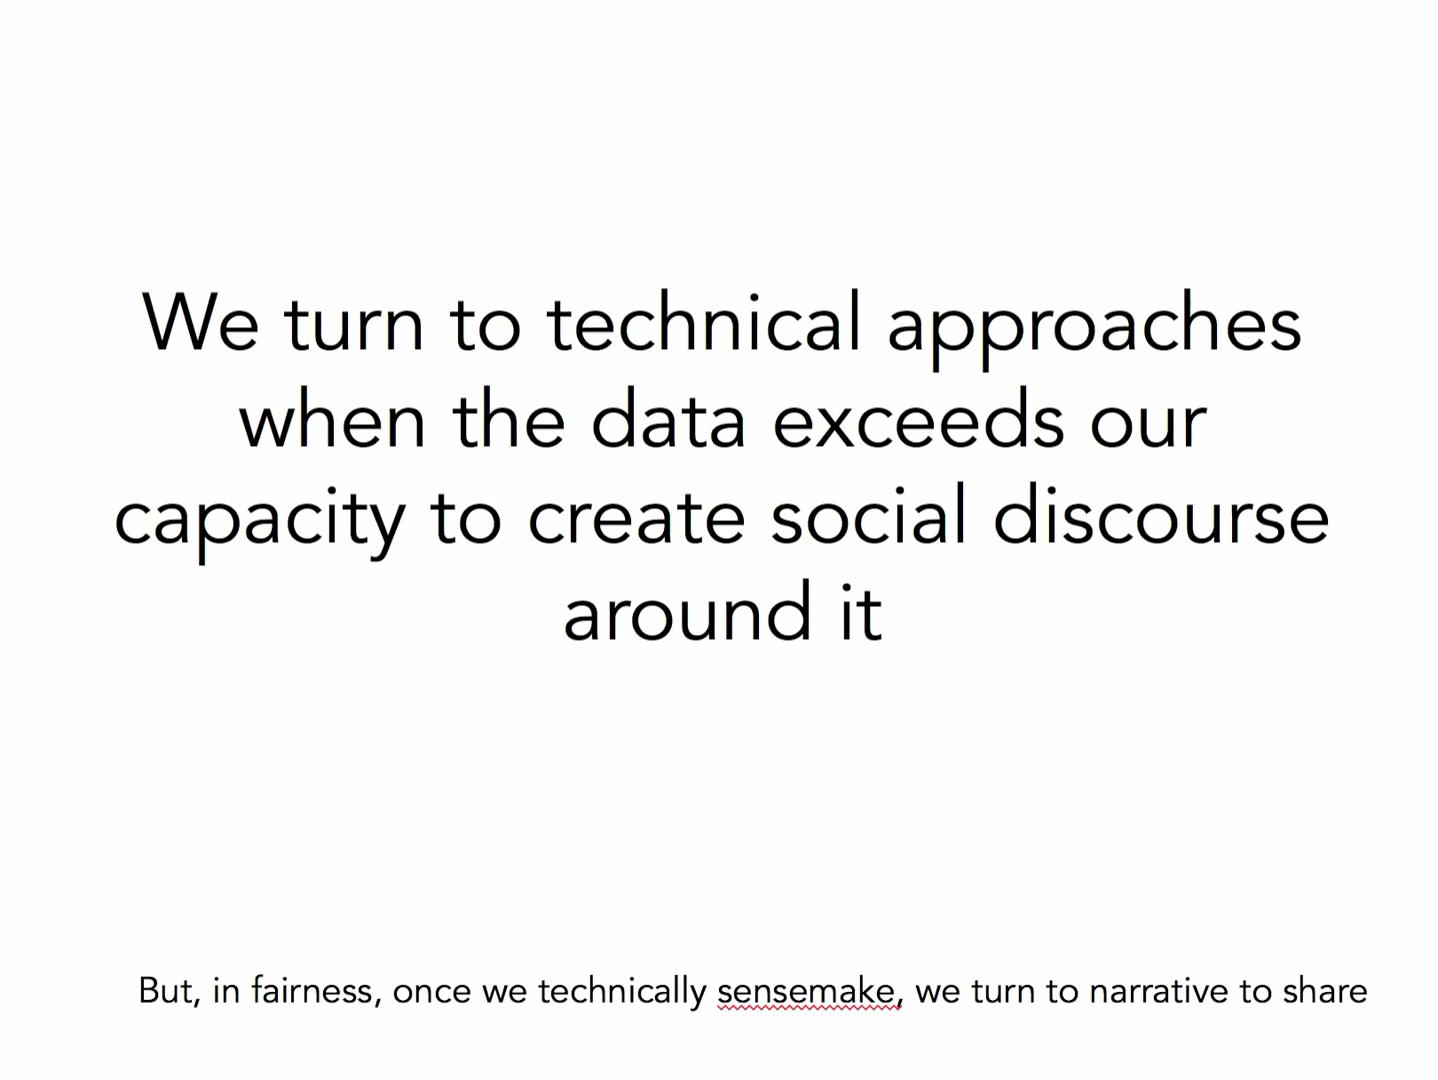 We turn to technical approaches
when the data exceeds our
capacity to create social discourse
around it
But, in fairness, once we technically sensemake, we turn to narrative to share